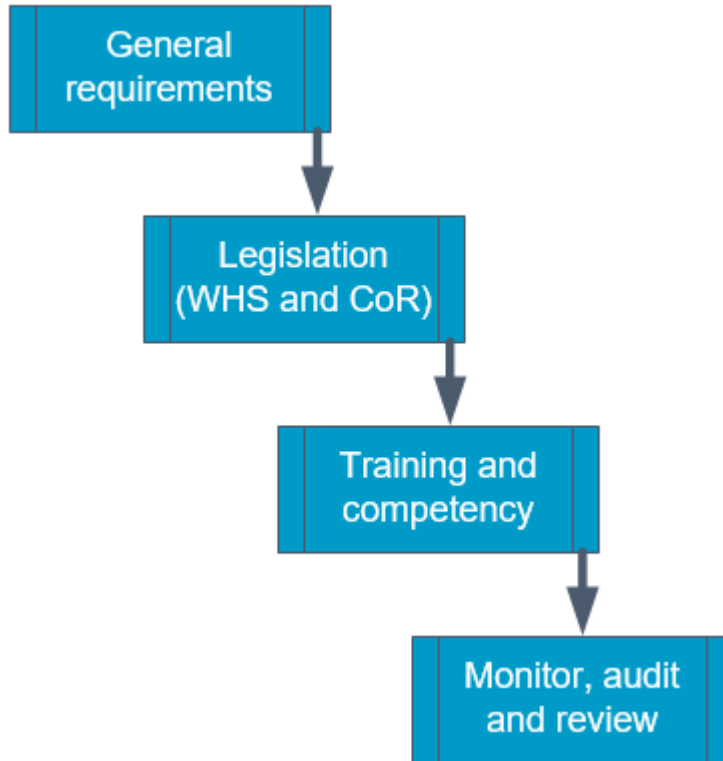 General
requirements
Legislation
(WHS and CoR)
Training and
competency
Monitor, audit
and review